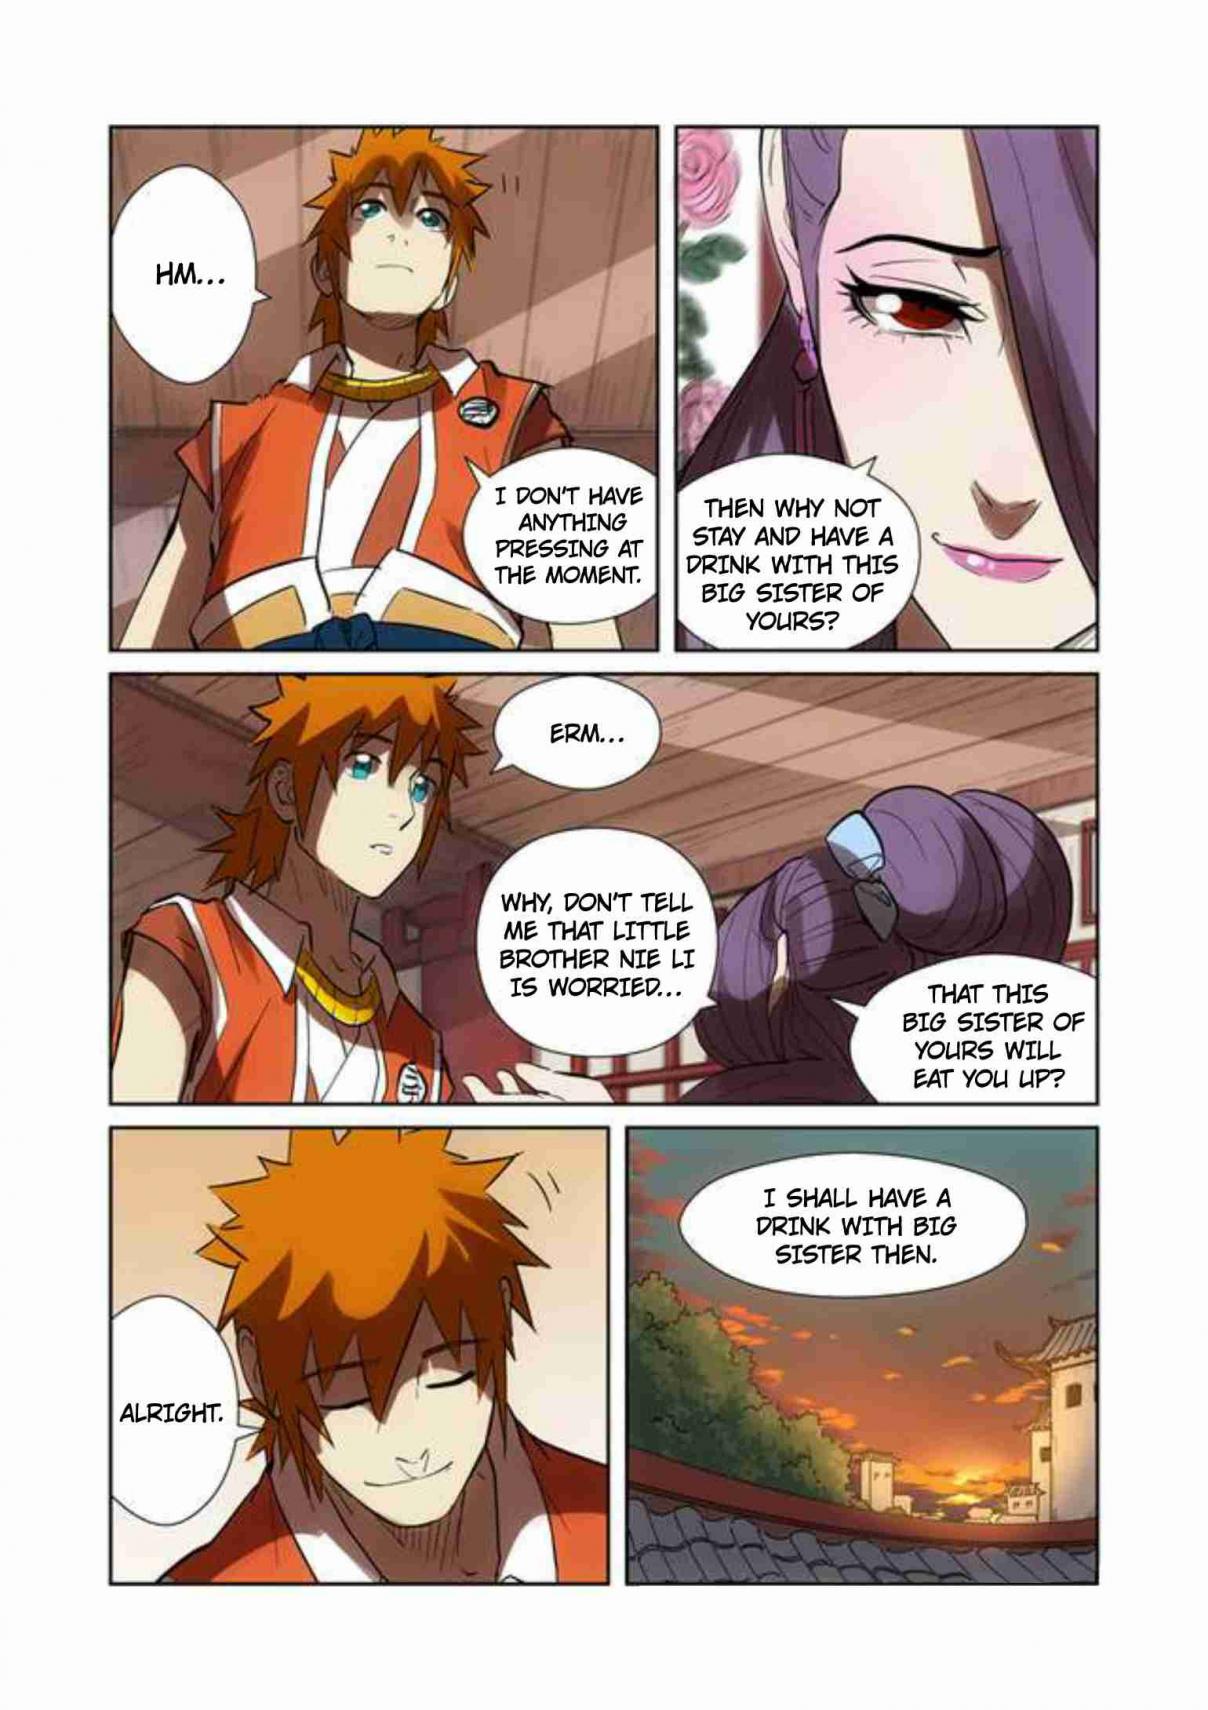 HM...
I DON'T HAVE
ANYTHING
PRESSING AT
THE MOMENT.
THEN WHY NOT
STAY AND HAVE A
DRINK WITH THIS
BIG SISTER OF
YOURS?
ERM...
WHY, DON'T TELL
ME THAT LITTLE
BROTHER NIE LI
IS WORRIED...
THAT THIS
BIG SISTER OF
YOURS WILL
EAT YOU UP?
ALRIGHT.
I SHALL HAVE A
DRINK WITH BIG
SISTER THEN.